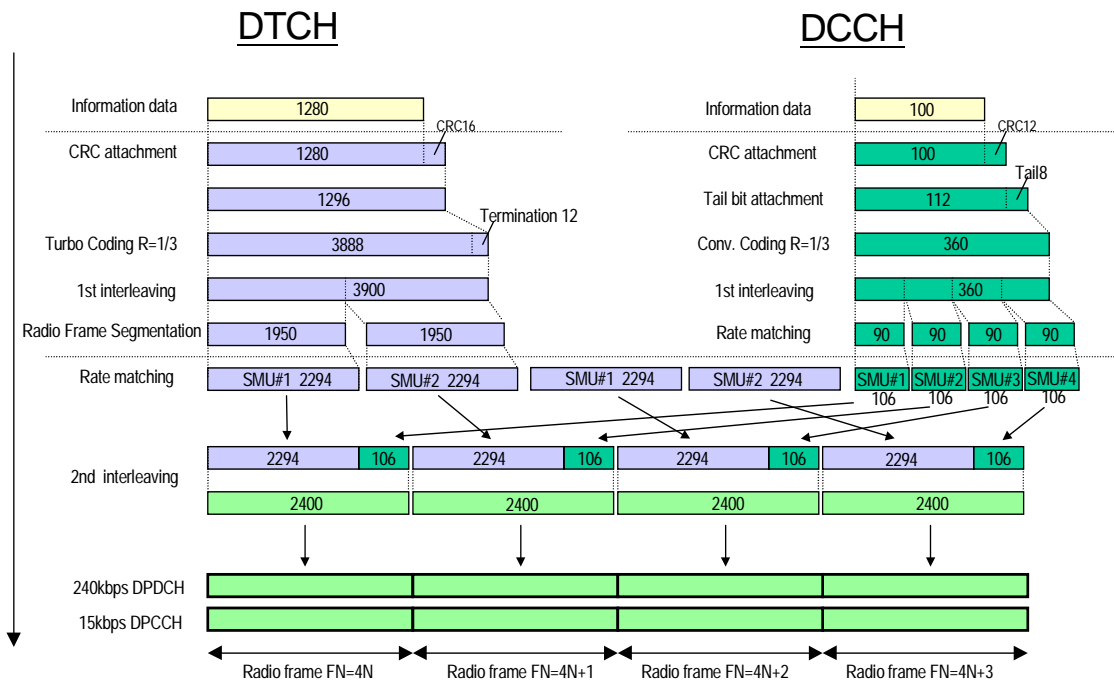 DTCH DCCH
Information data 1280 Information data 100
CRC16 CRC12
CRC attachment 1280 CRC attachment 100
Tail8
1296 Tail bit attachment 112
Termination 12
Turbo Coding R=1/3 3888 Conv. Coding R=1/3 360
1st interleaving 3900 1st interleaving 360
Radio Frame Segmentation 1950 1950 Rate matching 90 90 90 90
Rate matching SMU#1 2294 SMU#2 2294 SMU#1 2294 SMU#2 2294 SMU#1 SMU#2 SMU#3 SMU#4
106 106 106 106
2294 106 2294 106 2294 106 2294 106
2nd interleaving
2400 2400 2400 2400
240kbps DPDCH
15kbps DPCCH
Radio frame FN=4N Radio frame FN=4N+1 Radio frame FN=4N+2 Radio frame FN=4N+3